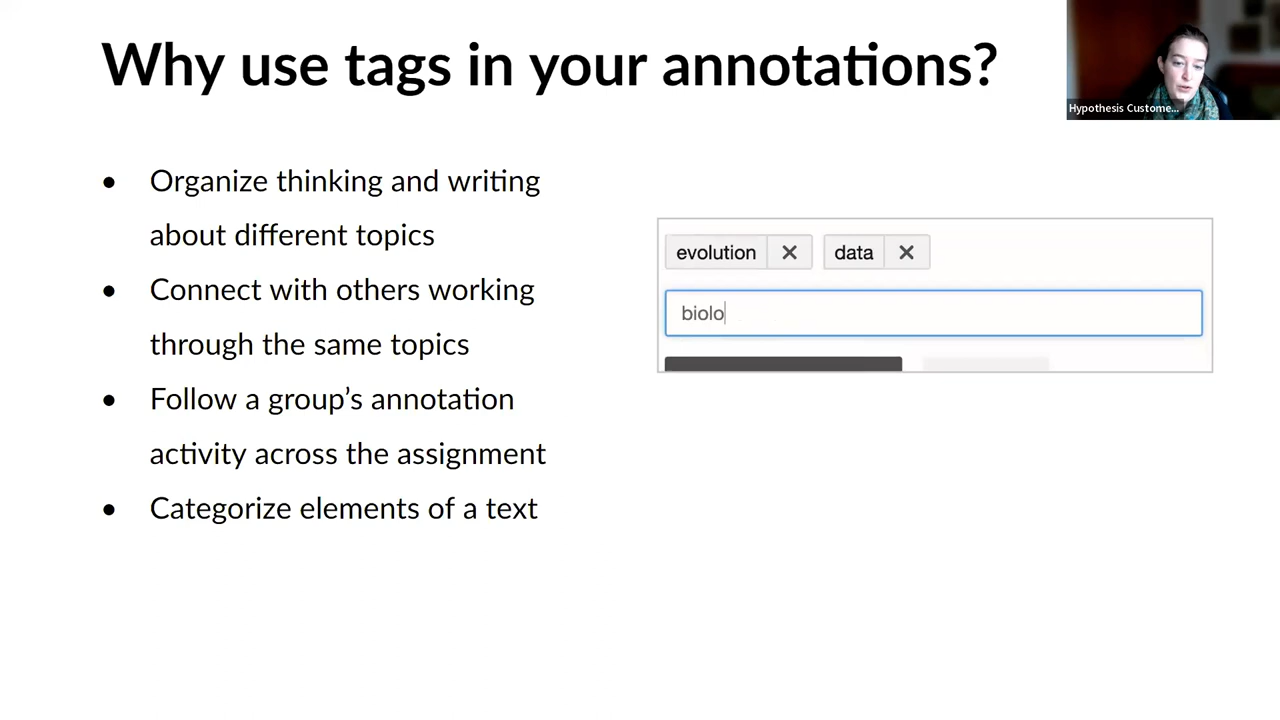 Why use tags in your annotations?
Hypothesis Custome...
• Organize thinking and writing
about different topics
• Connect with others working
through the same topics
• Follow a group’s annotation
activity across the assignment
• Categorize elements of a text
evolution × data ×
biolo